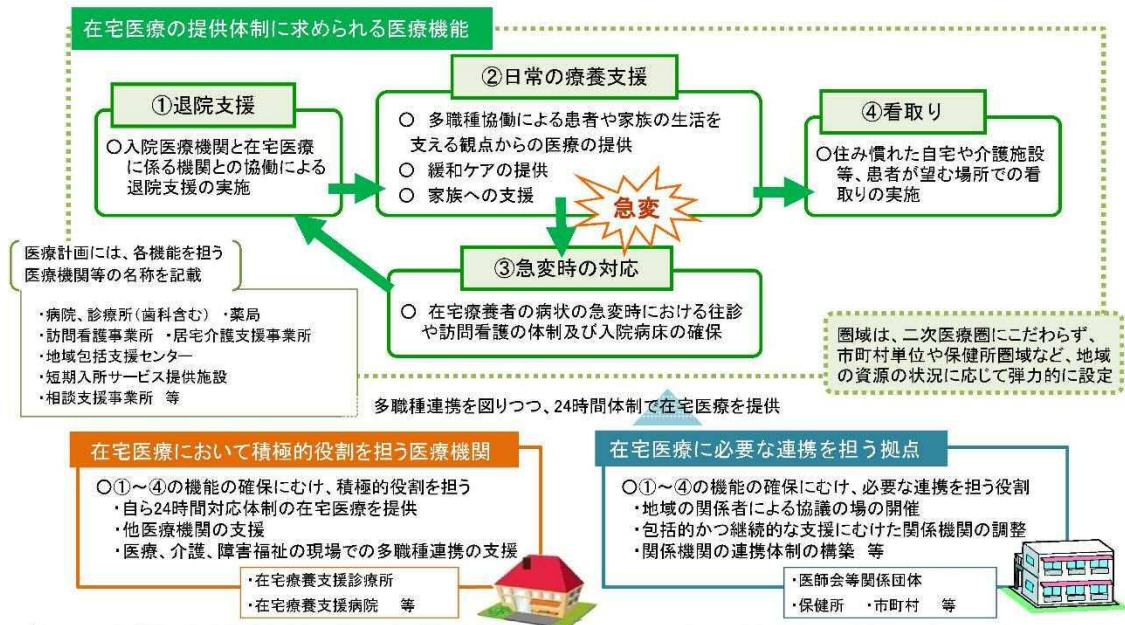 在宅医療の提供体制に求められる医療機能
①退院支援
○入院医療機関と在宅医療
に係る機関との協働による
退院支援の実施
②日常の療養支援
○ 多職種協働による患者や家族の生活を
支える観点からの医療の提供
○ 緩和ケアの提供
○ 家族への支援
急変
④看取り
○住み慣れた自宅や介護施設
等、患者が望む場所での看
取りの実施
③急変時の対応
○ 在宅療養者の病状の急変時における往診
や訪問看護の体制及び入院病床の確保
医療計画には、各機能を担う
医療機関等の名称を記載
・病院、診療所(歯科含む) ・薬局
・訪問看護事業所 ・居宅介護支援事業所
・地域包括支援センター
・短期入所サービス提供施設
・相談支援事業所 等
圏域は、二次医療圏にこだわらず、
市町村単位や保健所圏域など、地域
の資源の状況に応じて弾力的に設定
多職種連携を図りつつ、24時間体制で在宅医療を提供
在宅医療において積極的役割を担う医療機関
○①～④の機能の確保にむけ、積極的役割を担う
・自ら24時間対応体制の在宅医療を提供
・他医療機関の支援
・医療、介護、障害福祉の現場での多職種連携の支援
・在宅療養支援診療所
・在宅療養支援病院 等
在宅医療に必要な連携を担う拠点
○①～④の機能の確保にむけ、必要な連携を担う役割
・地域の関係者による協議の場の開催
・包括的かつ継続的な支援にむけた関係機関の調整
・関係機関の連携体制の構築 等
・医師会等関係団体
・保健所 ・市町村 等